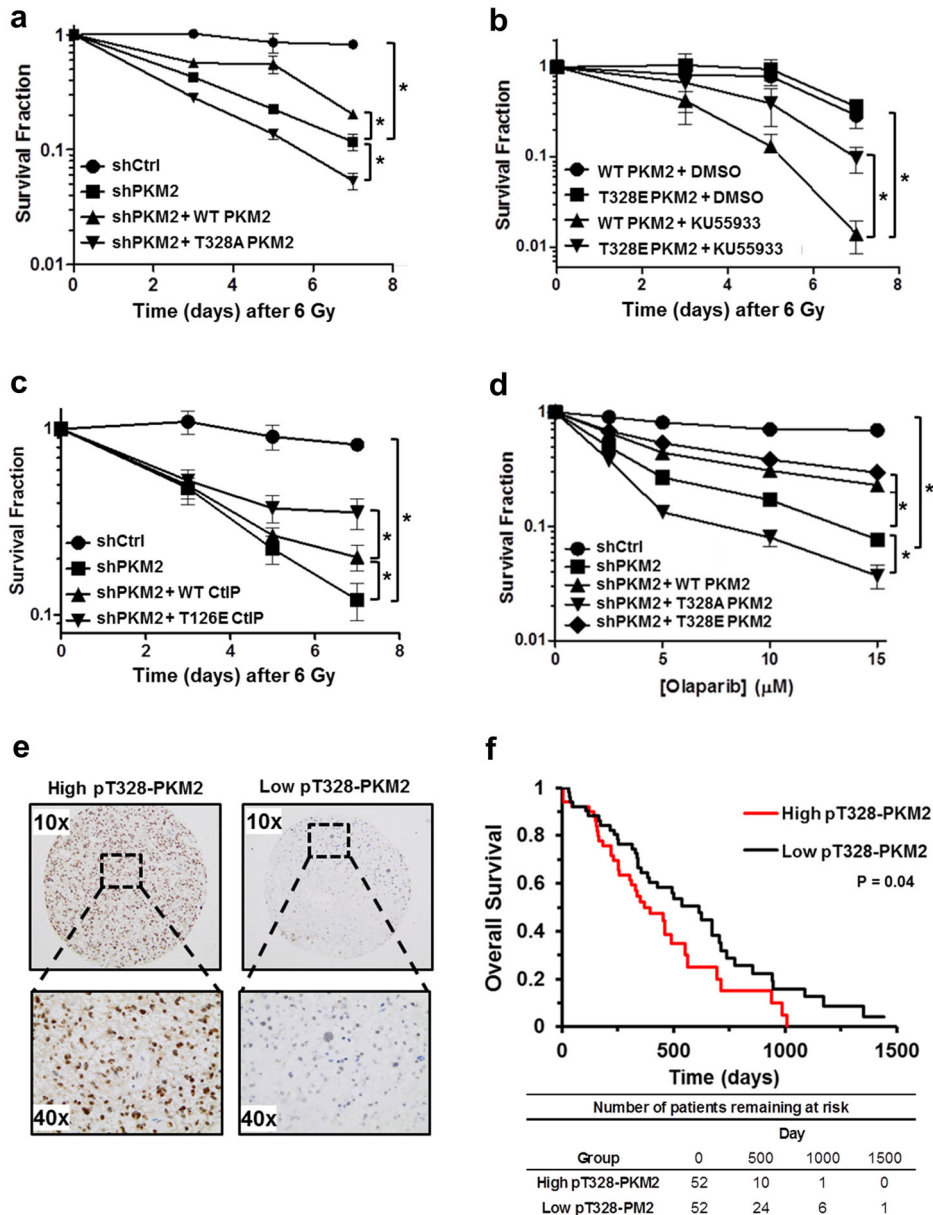 a
Survival Fraction
1
0.1
0.01
shCtrl
shPKM2
shPKM2 + WT PKM2
shPKM2 + T328A PKM2
*
*
*
0 2 4 6 8
Time (days) after 6 Gy
b
Survival Fraction
1
0.1
0.01
WT PKM2 + DMSO
T328E PKM2 + DMSO
WT PKM2 + KU55933
T328E PKM2 + KU55933
*
*
0 2 4 6 8
Time (days) after 6 Gy
c
Survival Fraction
1
0.1
shCtrl
shPKM2
shPKM2 + WT CtIP
shPKM2 + T126E CtIP
*
*
*
0 2 4 6 8
Time (days) after 6 Gy
d
Survival Fraction
1
0.1
0.01
shCtrl
shPKM2
shPKM2 + WT PKM2
shPKM2 + T328A PKM2
shPKM2 + T328E PKM2
*
*
*
0 5 10 15
[Olaparib] (μM)
e
High pT328-PKM2 Low pT328-PKM2
10x 10x
40x 40x
f
Overall Survival
1
0.8
0.6
0.4
0.2
0
High pT328-PKM2
Low pT328-PKM2
P = 0.04
0 500 1000 1500
Time (days)
Number of patients remaining at risk
Day
Group 0 500 1000 1500
High pT328-PKM2 52 10 1 0
Low pT328-PM2 52 24 6 1